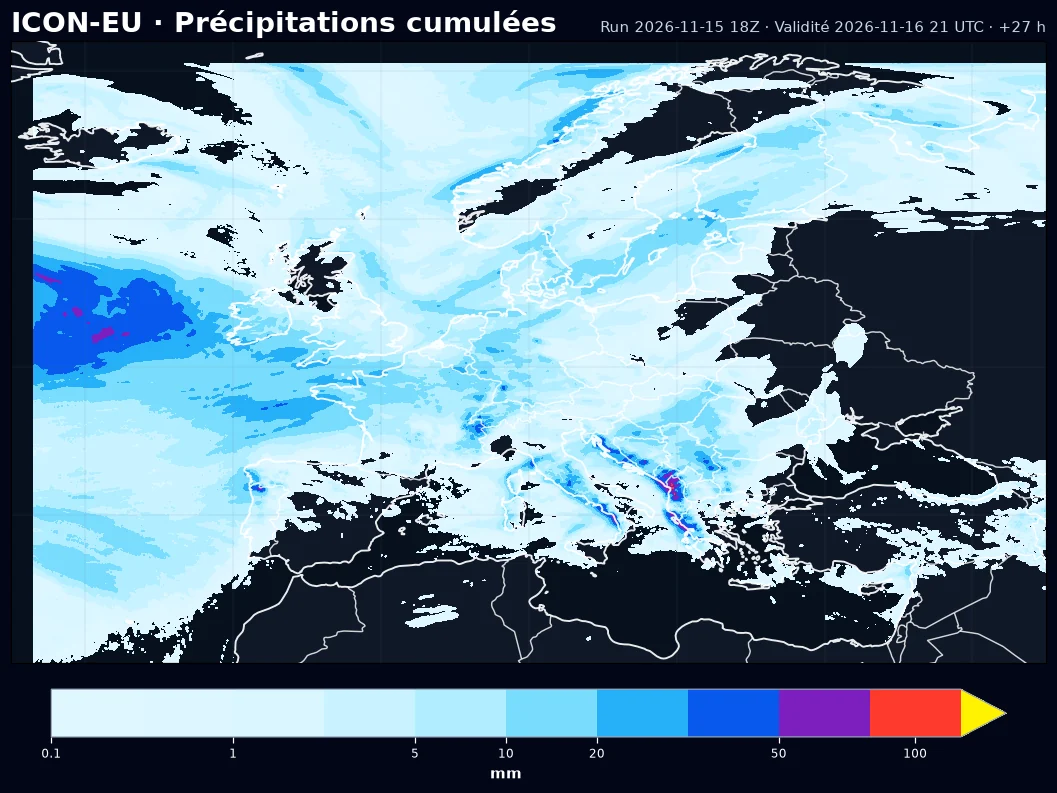 ICON-EU · Précipitations cumulées
Run 2026-11-15 18Z · Validité 2026-11-16 21 UTC · +27 h
0.1 1 5 10 20 50 100
mm